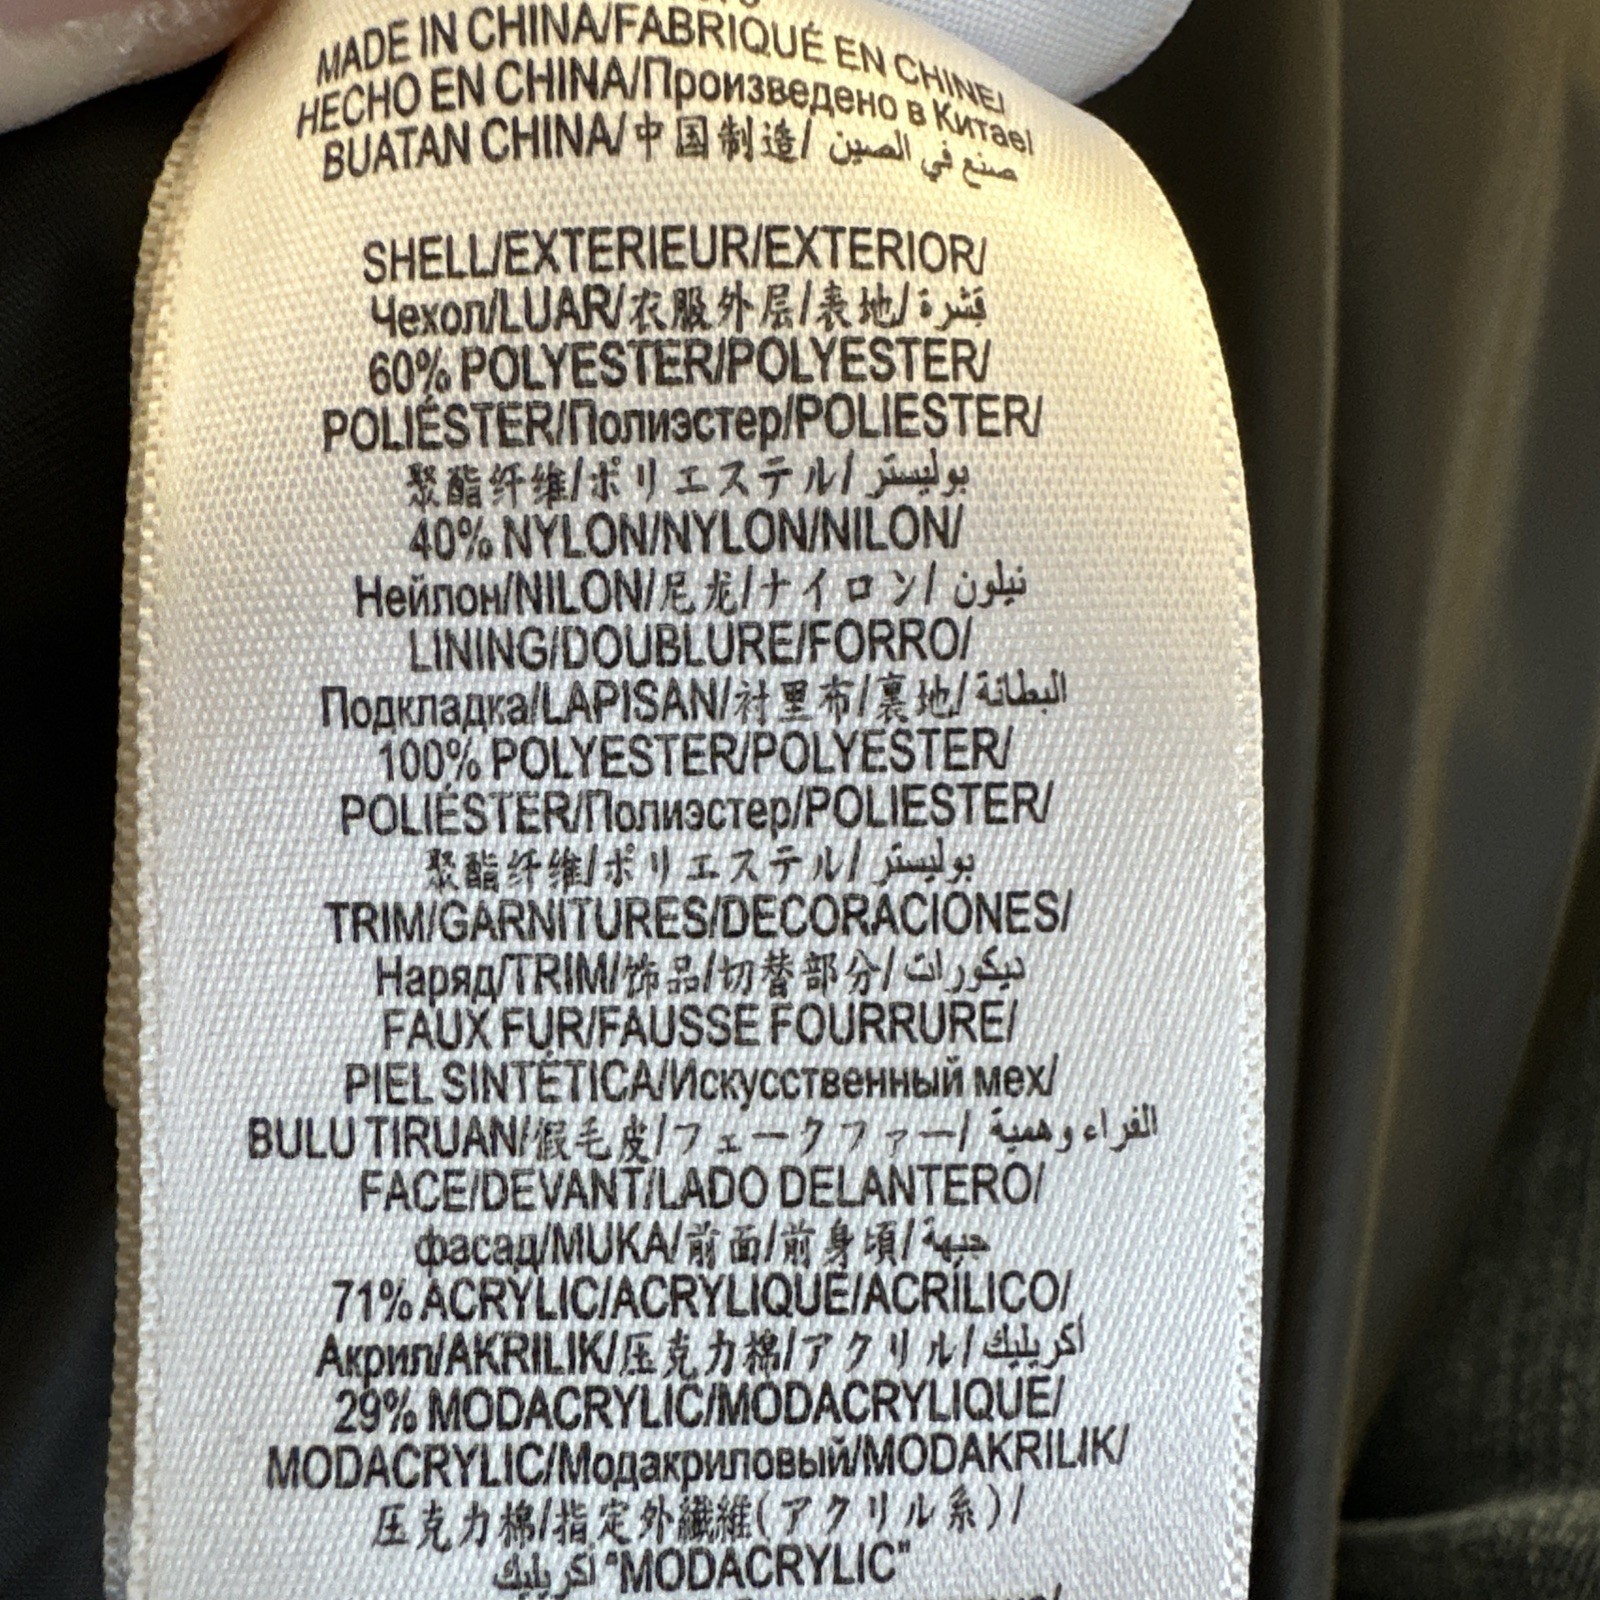 MADE IN CHINA/FABRIQUÉ EN CHINE/
HECHO EN CHINA/Произведено в Китае/
BUATAN CHINA/中国制造/ صنع في الصين
SHELL/EXTERIEUR/EXTERIOR/
Чехол/LUAR/衣服外层/表地/ قشرة
60% POLYESTER/POLYESTER/
POLIÉSTER/Полиэстер/POLIESTER/
聚酯纤维/ポリエステル/ بوليستر
40% NYLON/NYLON/NILON/
Нейлон/NILON/尼龙/ナイロン/ نيلون
LINING/DOUBLURE/FORRO/
Подкладка/LAPISAN/衬里布/裏地/ البطانة
100% POLYESTER/POLYESTER/
POLIÉSTER/Полиэстер/POLIESTER/
聚酯纤维/ポリエステル/ بوليستر
TRIM/GARNITURES/DECORACIONES/
Наряд/TRIM/饰品/切替部分/ ديكورات
FAUX FUR/FAUSSE FOURRURE/
PIEL SINTÉTICA/Искусственный мех/
BULU TIRUAN/假毛皮/フェークファー/ الفراء وهمية
FACE/DEVANT/LADO DELANTERO/
фасад/MUKA/前面/前身頃/ جبهة
71% ACRYLIC/ACRYLIQUE/ACRÍLICO/
Акрил/AKRILIK/压克力棉/アクリル/ أكريليك
29% MODACRYLIC/MODACRYLIQUE/
MODACRYLIC/Модакриловый/MODAKRILIK/
压克力棉/指定外繊維(アクリル系)/
أكريليك "MODACRYLIC"